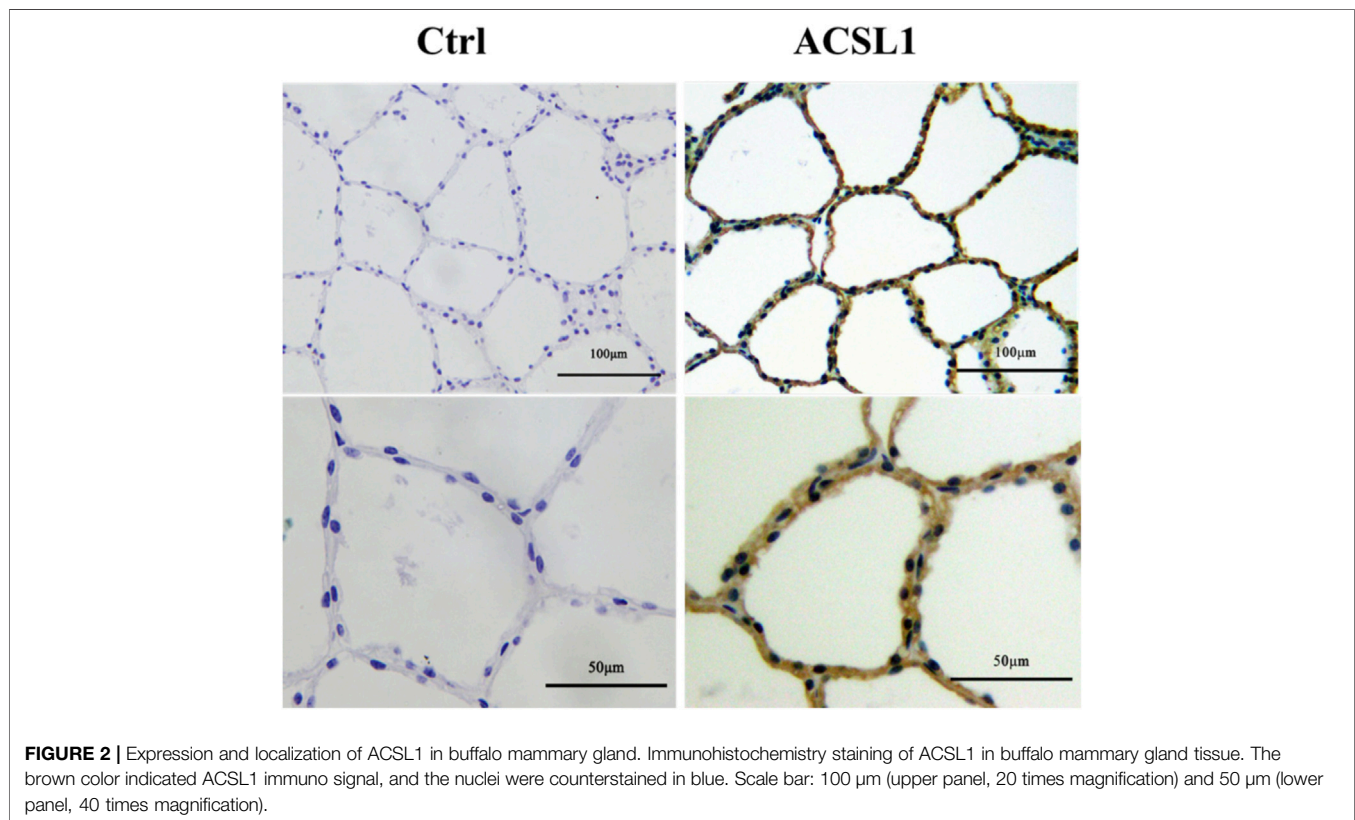 Ctrl
ACSL1
100μm
100μm
50μm
50μm
FIGURE 2 | Expression and localization of ACSL1 in buffalo mammary gland. Immunohistochemistry staining of ACSL1 in buffalo mammary gland tissue. The
brown color indicated ACSL1 immuno signal, and the nuclei were counterstained in blue. Scale bar: 100 μm (upper panel, 20 times magnification) and 50 μm (lower
panel, 40 times magnification).